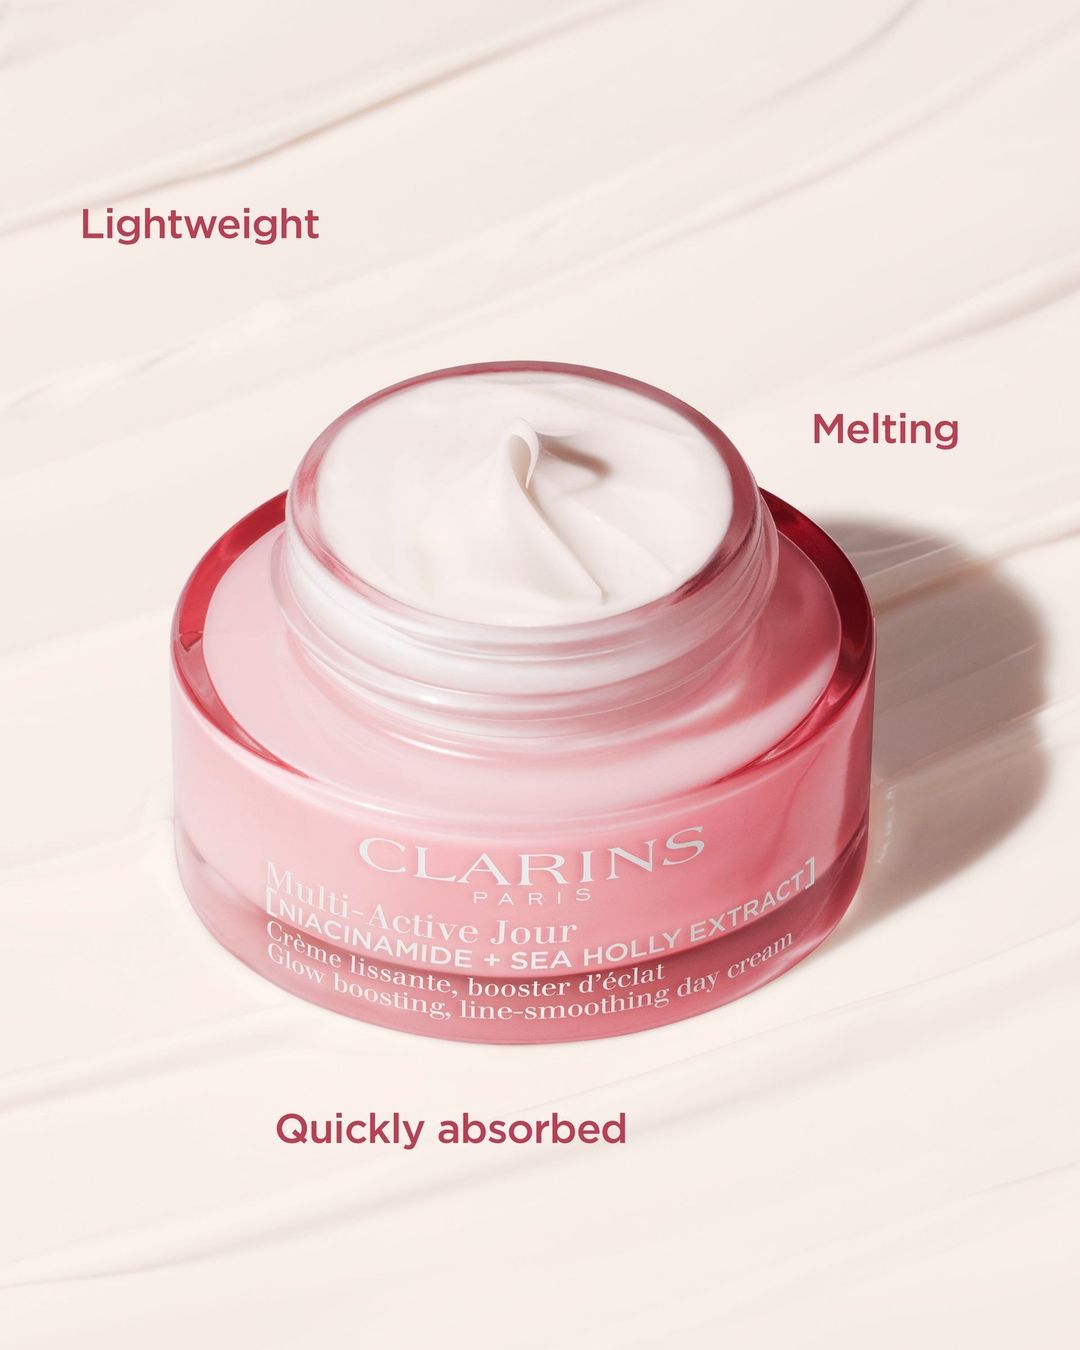 Lightweight
Melting
CLARINS
PARIS
Multi-Active Jour
[NIACINAMIDE + SEA HOLLY EXTRACT]
Crème lissante, booster d'éclat
Glow boosting, line-smoothing day cream
Quickly absorbed